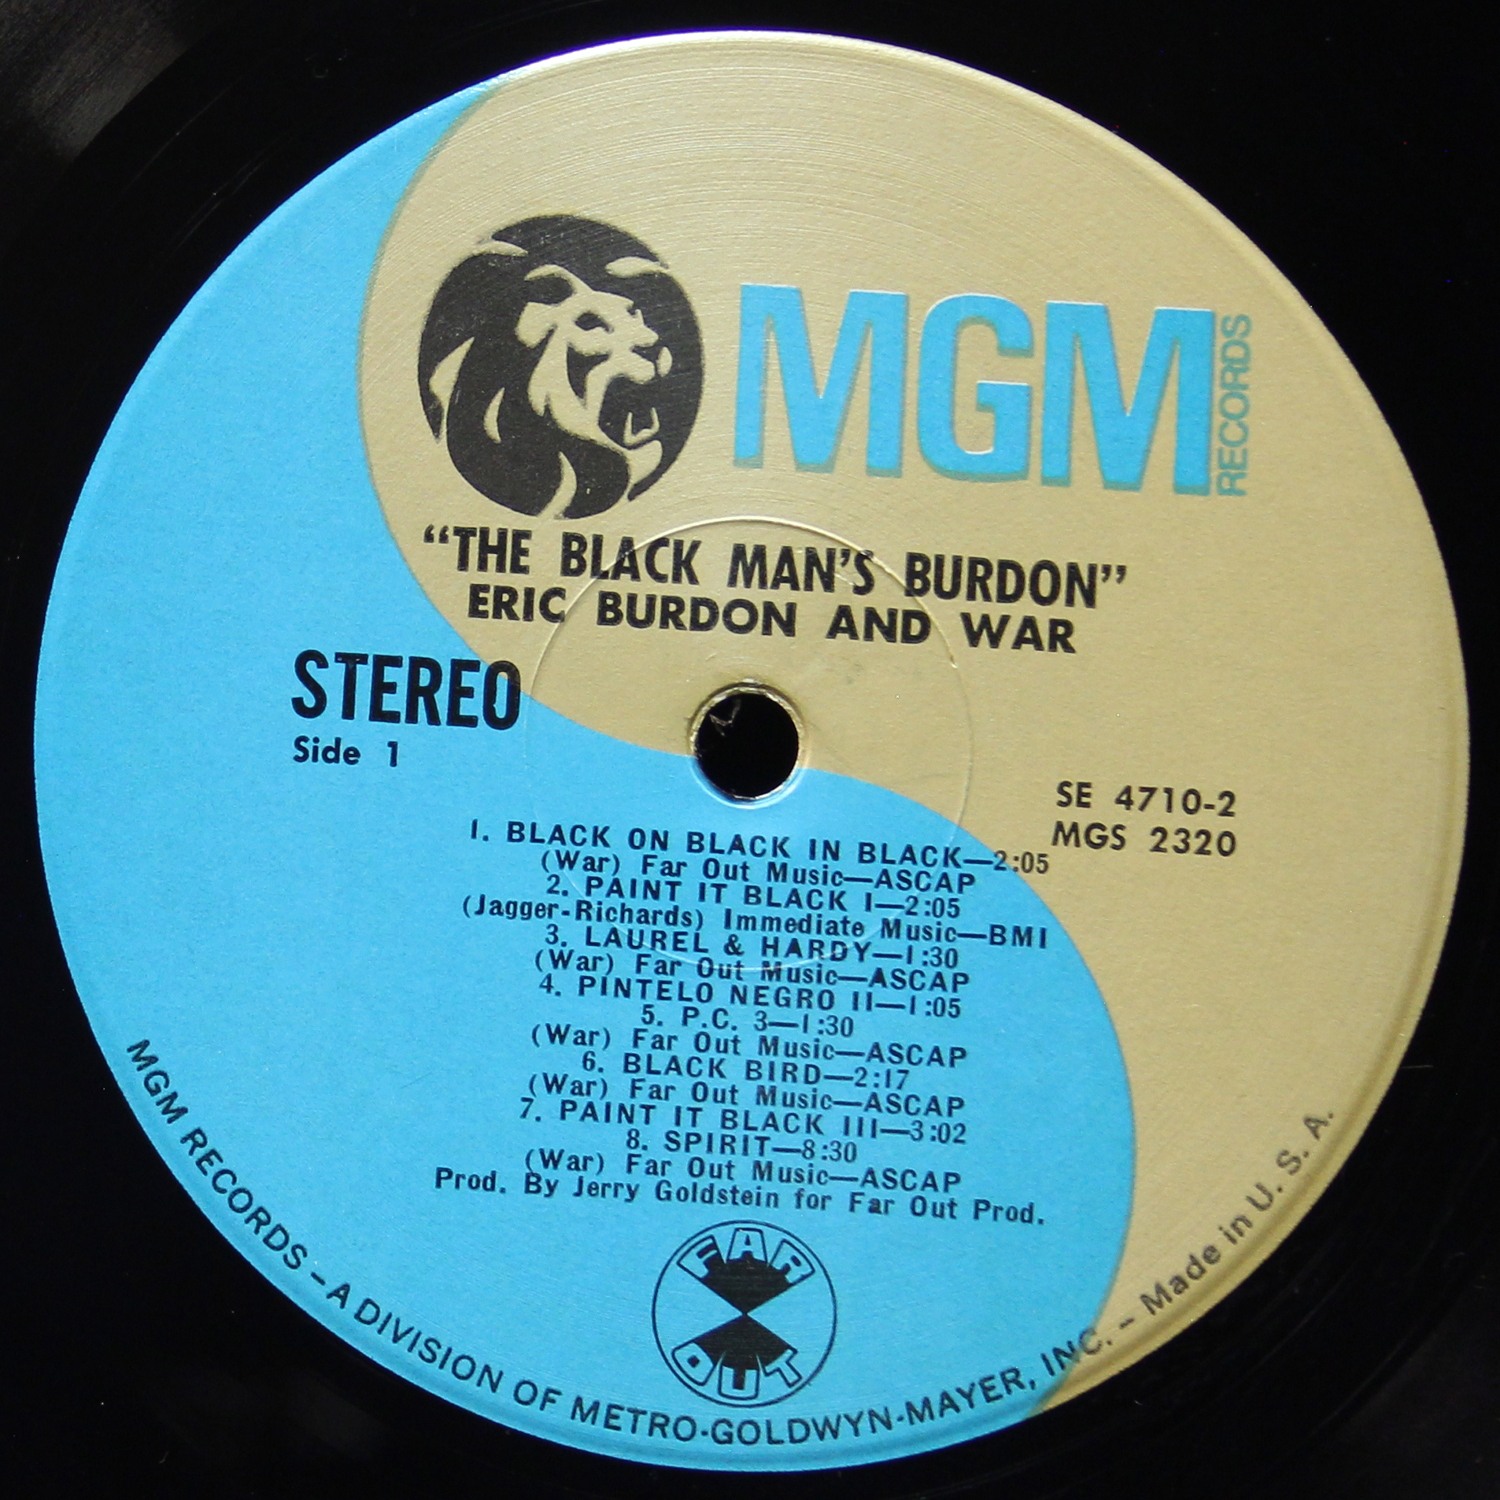 MGM
RECORDS
“THE BLACK MAN’S BURDON”
ERIC BURDON AND WAR
STEREO
Side 1
SE 4710-2
MGS 2320
1. BLACK ON BLACK IN BLACK—2:05
(War) Far Out Music—ASCAP
2. PAINT IT BLACK I—2:05
(Jagger-Richards) Immediate Music—BMI
3. LAUREL & HARDY—1:30
(War) Far Out Music—ASCAP
4. PINTELO NEGRO II—1:05
5. P.C. 3—1:30
(War) Far Out Music—ASCAP
6. BLACK BIRD—2:17
(War) Far Out Music—ASCAP
7. PAINT IT BLACK III—3:02
8. SPIRIT—8:30
(War) Far Out Music—ASCAP
Prod. By Jerry Goldstein for Far Out Prod.
FAR
OUT
MGM RECORDS – A DIVISION OF METRO-GOLDWYN-MAYER, INC. – Made in U. S. A.